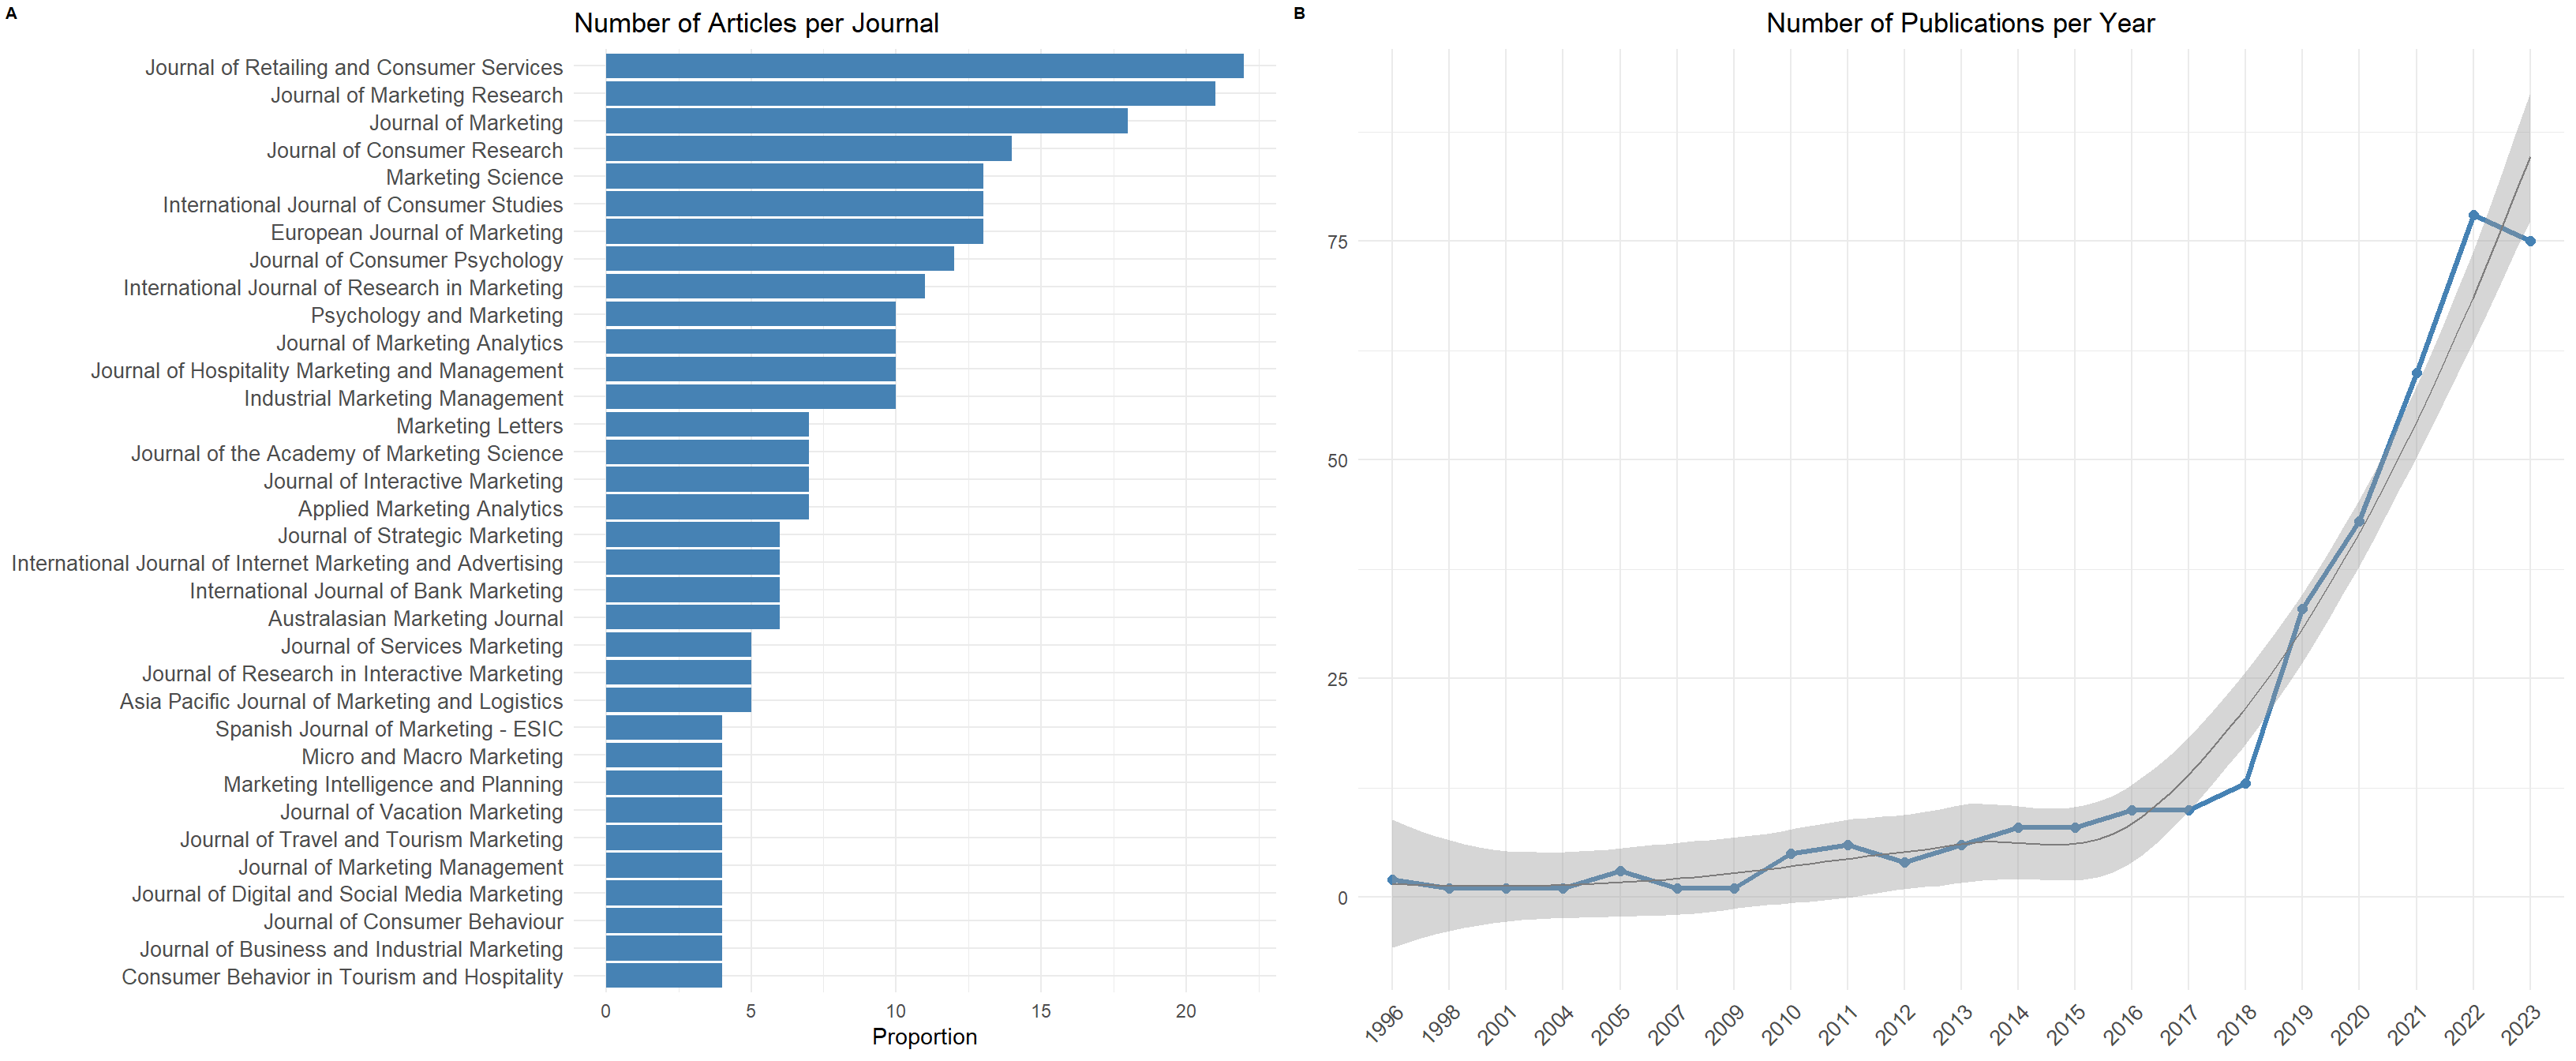 A
Number of Articles per Journal
Journal of Retailing and Consumer Services
Journal of Marketing Research
Journal of Marketing
Journal of Consumer Research
Marketing Science
International Journal of Consumer Studies
European Journal of Marketing
Journal of Consumer Psychology
International Journal of Research in Marketing
Psychology and Marketing
Journal of Marketing Analytics
Journal of Hospitality Marketing and Management
Industrial Marketing Management
Marketing Letters
Journal of the Academy of Marketing Science
Journal of Interactive Marketing
Applied Marketing Analytics
Journal of Strategic Marketing
International Journal of Internet Marketing and Advertising
International Journal of Bank Marketing
Australasian Marketing Journal
Journal of Services Marketing
Journal of Research in Interactive Marketing
Asia Pacific Journal of Marketing and Logistics
Spanish Journal of Marketing - ESIC
Micro and Macro Marketing
Marketing Intelligence and Planning
Journal of Vacation Marketing
Journal of Travel and Tourism Marketing
Journal of Marketing Management
Journal of Digital and Social Media Marketing
Journal of Consumer Behaviour
Journal of Business and Industrial Marketing
Consumer Behavior in Tourism and Hospitality
0 5 10 15 20
Proportion
B
Number of Publications per Year
75
50
25
0
1996 1998 2001 2004 2005 2007 2009 2010 2011 2012 2013 2014 2015 2016 2017 2018 2019 2020 2021 2022 2023